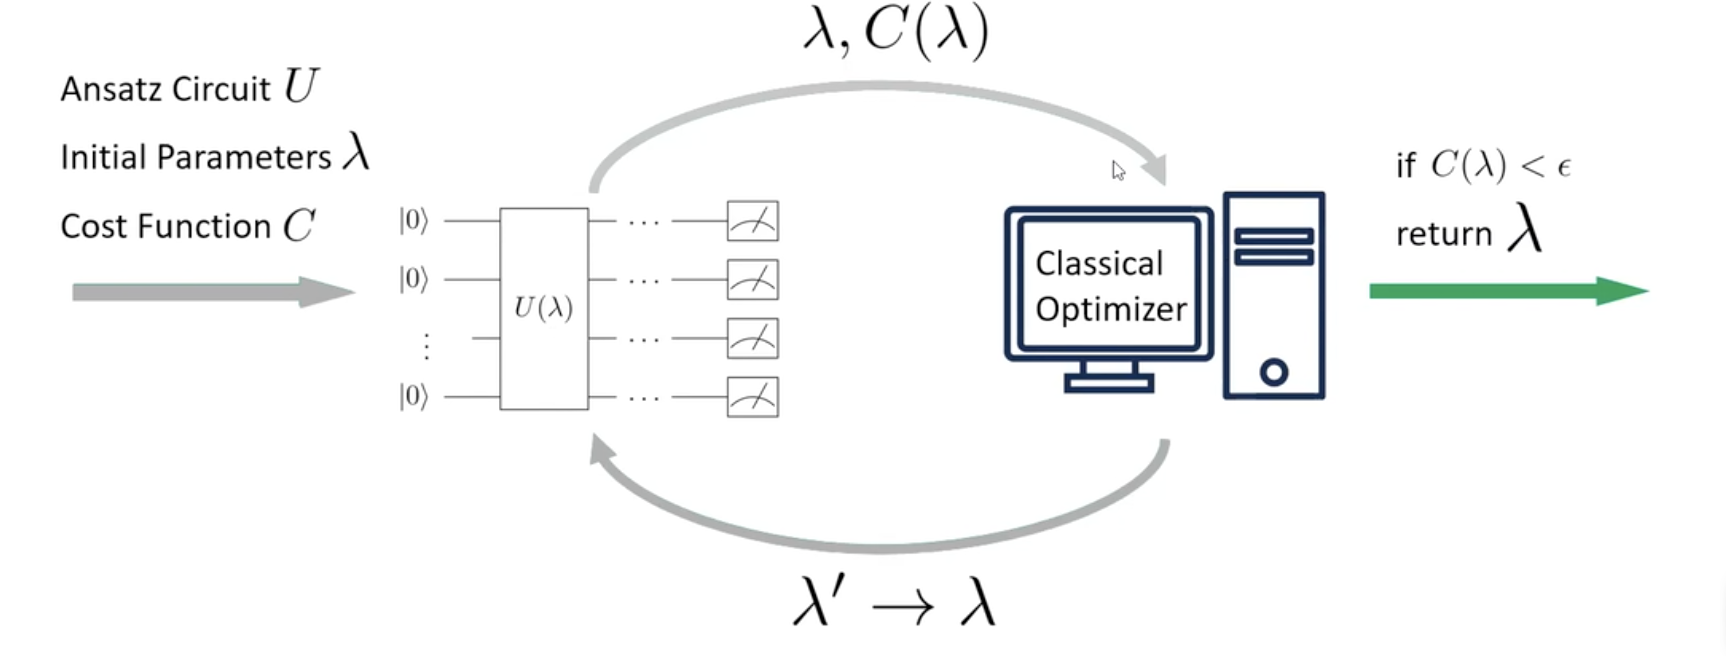 λ, C(λ)
Ansatz Circuit U
Initial Parameters λ
Cost Function C
|0⟩ ...
|0⟩ ...
U(λ)
⋮ ...
|0⟩ ...
Classical
Optimizer
if C(λ) < ϵ
return λ
λ′ → λ